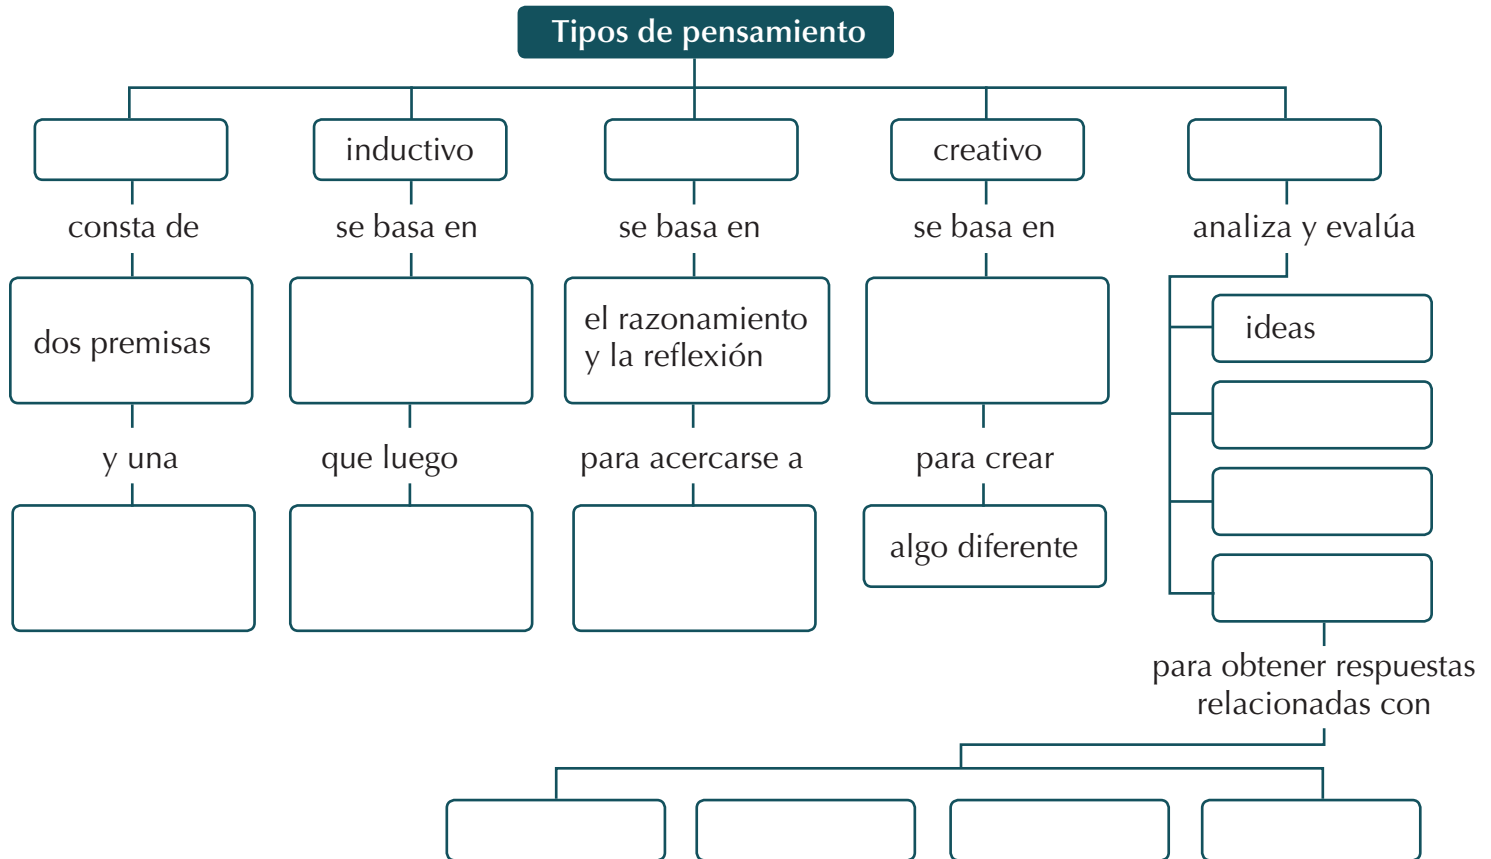 Tipos de pensamiento
inductivo
creativo
consta de
se basa en
se basa en
se basa en
analiza y evalúa
dos premisas
el razonamiento
y la reflexión
ideas
y una
que luego
para acercarse a
para crear
algo diferente
para obtener respuestas
relacionadas con